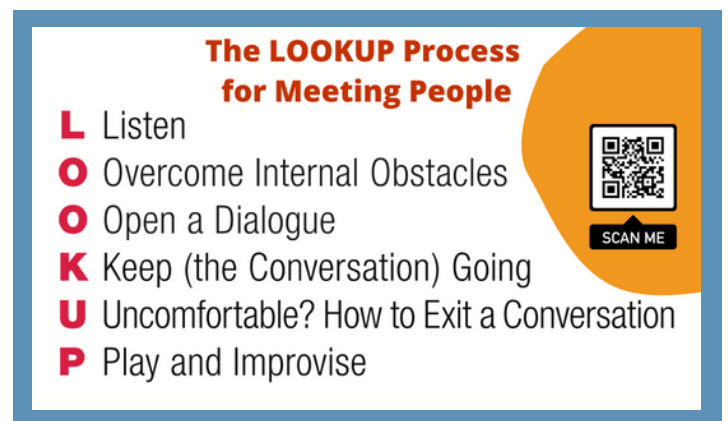 The LOOKUP Process
for Meeting People
L Listen
O Overcome Internal Obstacles
O Open a Dialogue
K Keep (the Conversation) Going
U Uncomfortable? How to Exit a Conversation
P Play and Improvise
SCAN ME